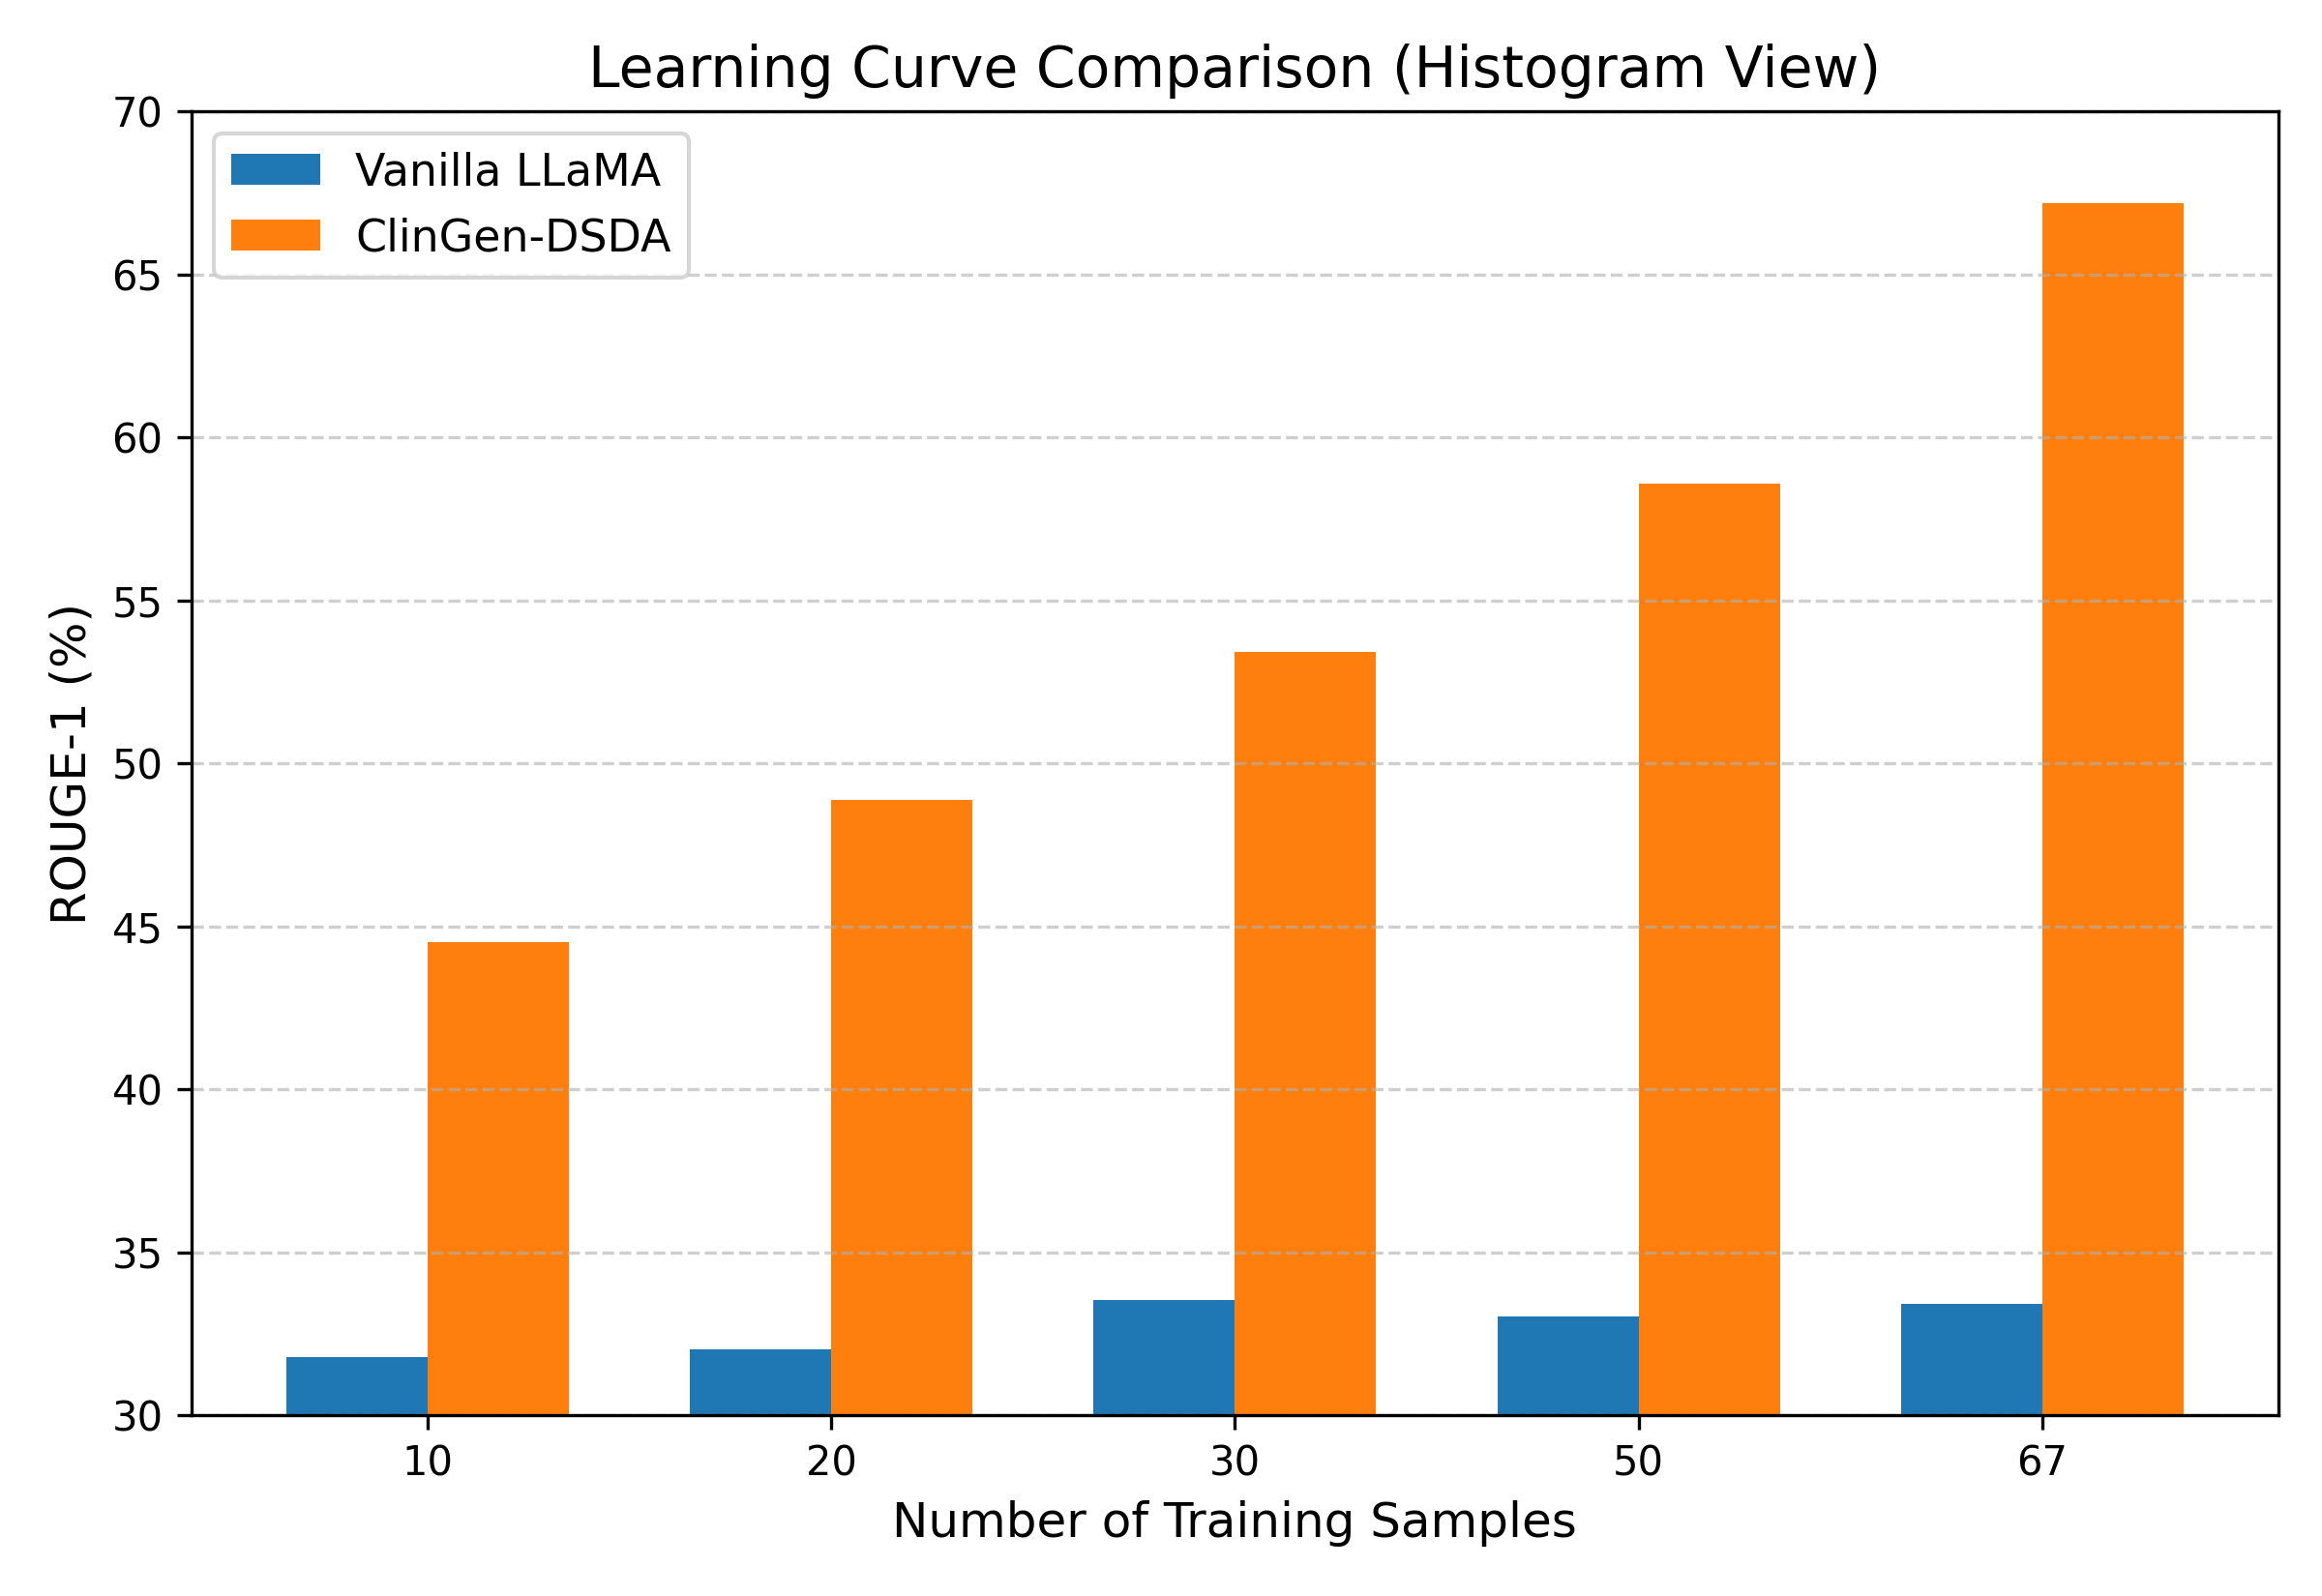 Learning Curve Comparison (Histogram View)
Vanilla LLaMA
ClinGen-DSDA
ROUGE-1 (%)
70
65
60
55
50
45
40
35
30
10 20 30 50 67
Number of Training Samples